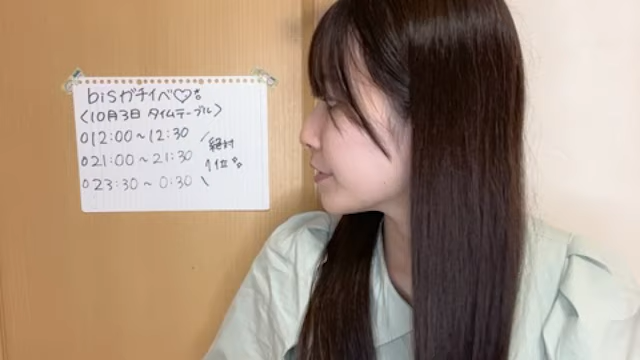 bisガチイベ♡
〈10月3日 タイムテーブル〉
○12:00〜12:30
○21:00〜21:30
○23:30〜0:30
絶対
1位